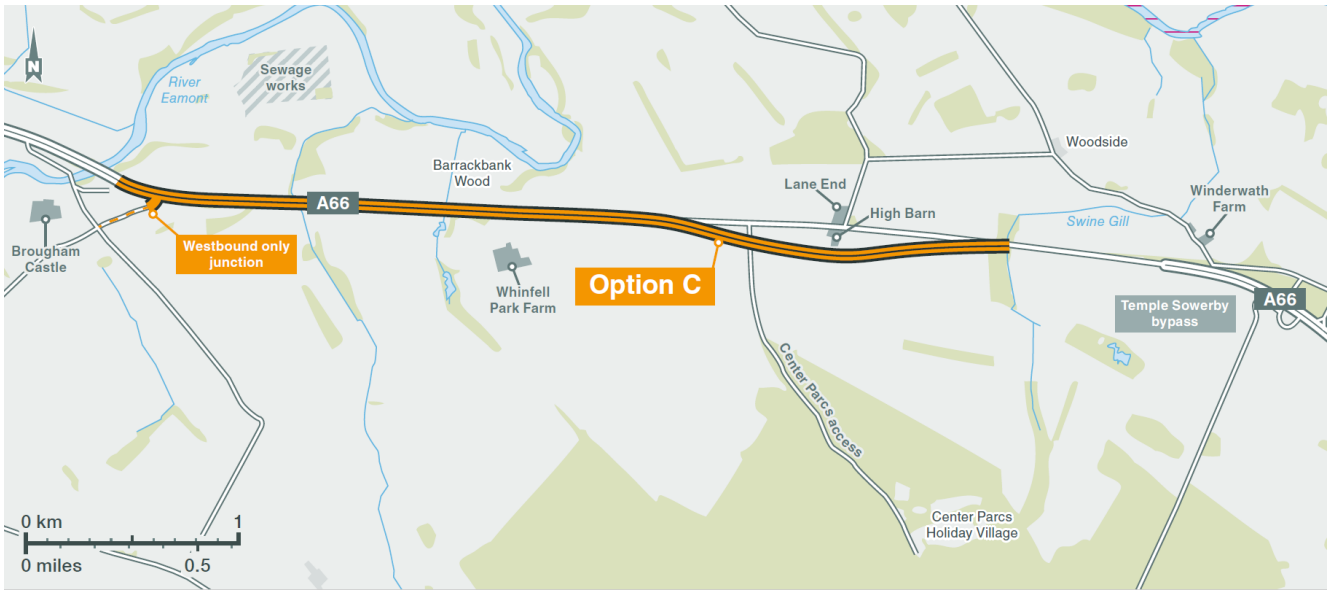 N
River
Eamont
Sewage
works
Barrackbank
Wood
Woodside
Lane End
High Barn
Winderwath
Farm
Swine Gill
A66
Brougham
Castle
Westbound only
junction
Whinfell
Park Farm
Option C
Temple Sowerby
bypass
A66
Center Parcs access
Center Parcs
Holiday Village
0 km
1
0 miles
0.5